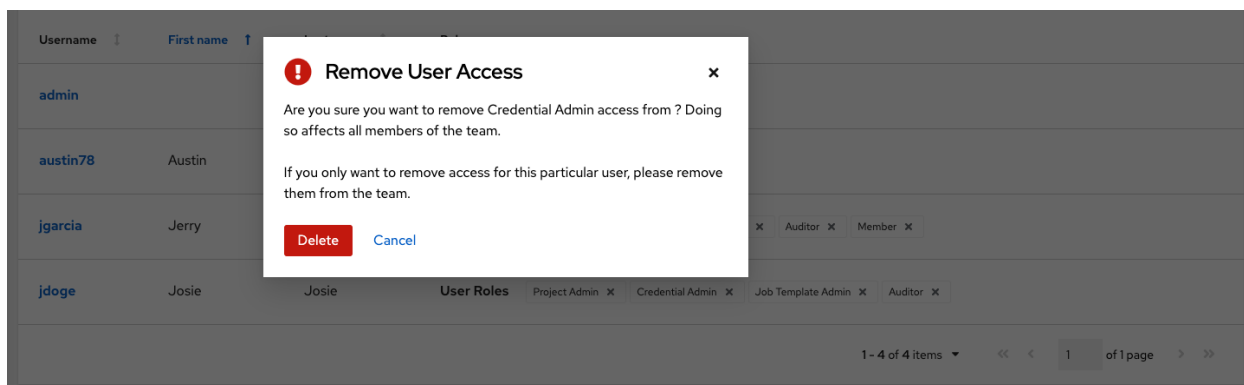 Username First name
Remove User Access
Are you sure you want to remove Credential Admin access from ? Doing
so affects all members of the team.
If you only want to remove access for this particular user, please remove
them from the team.
Delete Cancel
admin
austin78 Austin
jgarcia Jerry Auditor Member
jdoge Josie Josie User Roles Project Admin Credential Admin Job Template Admin Auditor
1 - 4 of 4 items 1 of 1 page